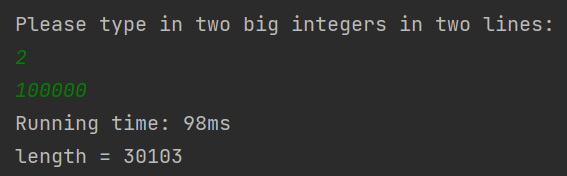 Please type in two big integers in two lines:
2
100000
Running time: 98ms
length = 30103